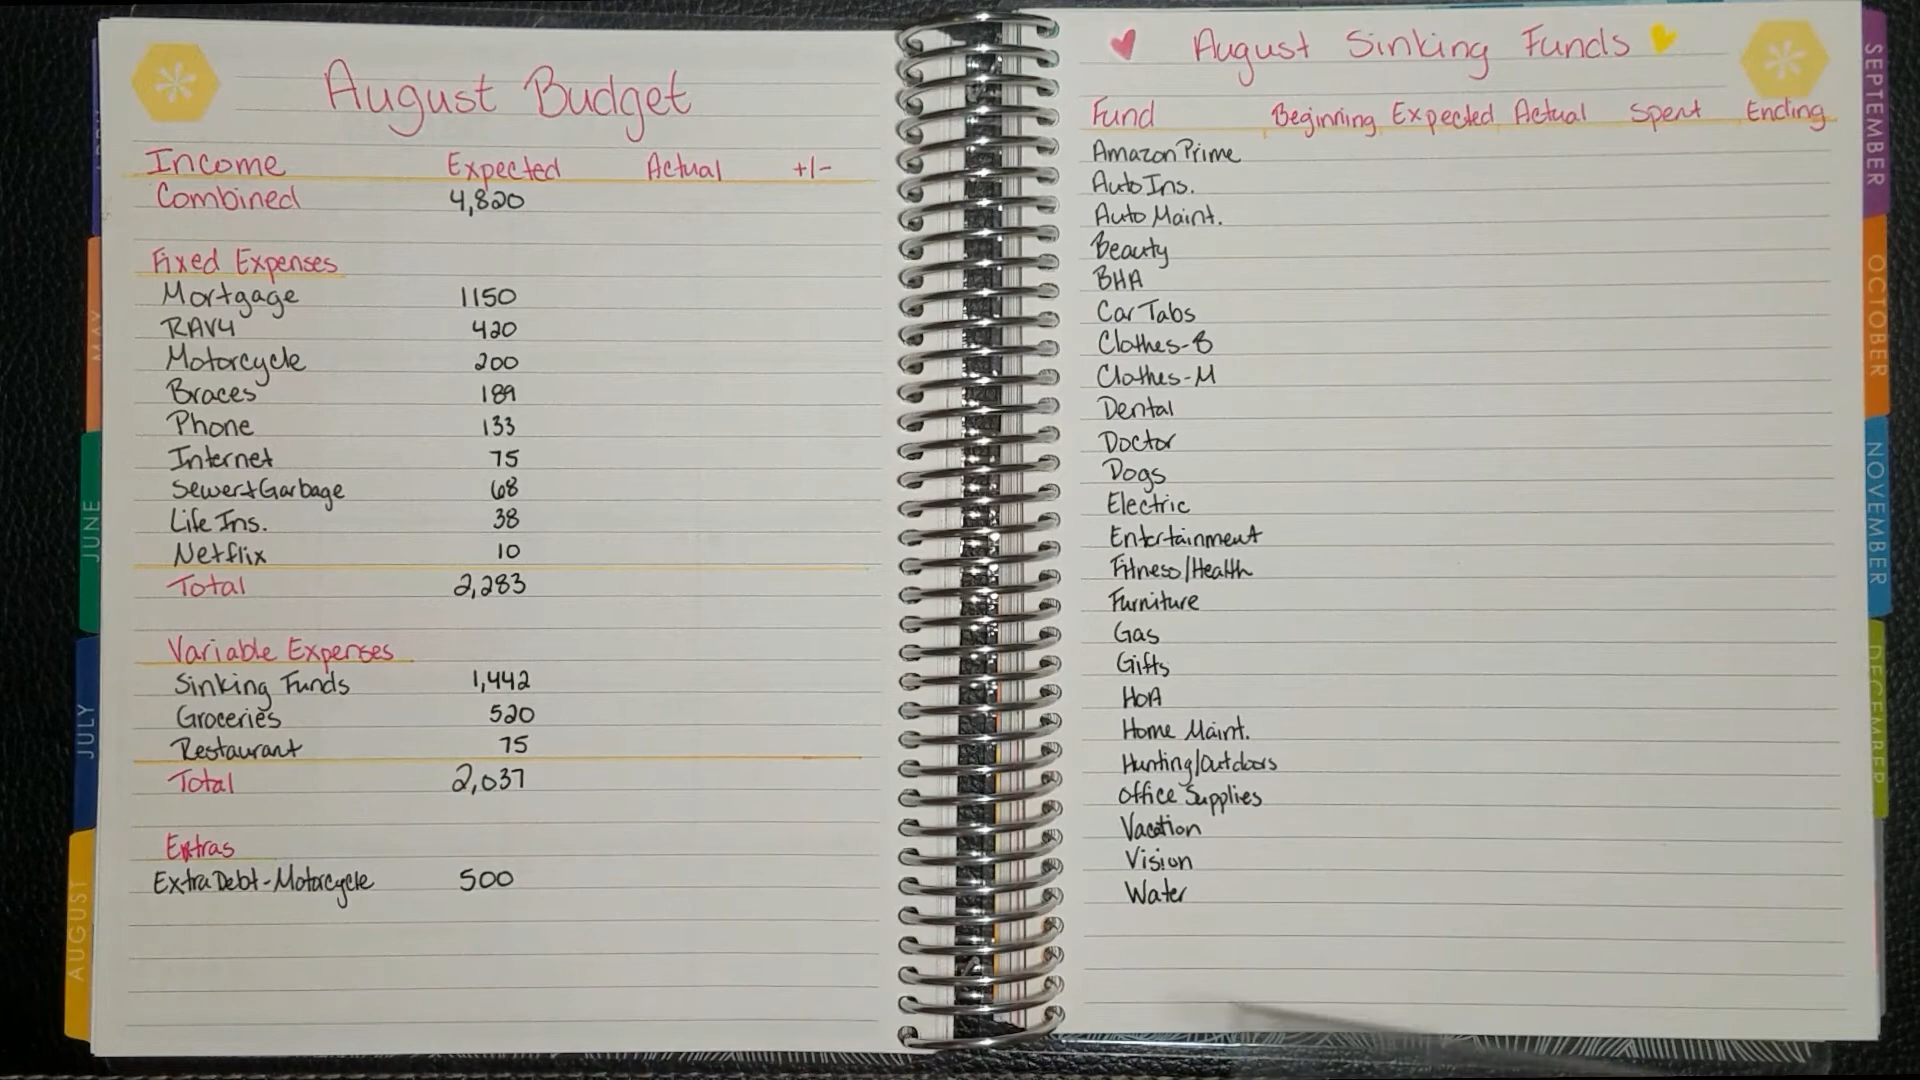 August Budget
Income Expected Actual +/-
Combined 4,820
Fixed Expenses
Mortgage 1150
RAV4 420
Motorcycle 200
Braces 189
Phone 133
Internet 75
Sewer+Garbage 68
Life Ins. 38
Netflix 10
Total 2,283
Variable Expenses
Sinking Funds 1,442
Groceries 520
Restaurant 75
Total 2,037
Extras
Extra Debt-Motorcycle 500
August Sinking Funds
Fund Beginning Expected Actual Spent Ending
Amazon Prime
Auto Ins.
Auto Maint.
Beauty
BHA
Car Tabs
Clothes-B
Clothes-M
Dental
Doctor
Dogs
Electric
Entertainment
Fitness/Health
Furniture
Gas
Gifts
HOA
Home Maint.
Hunting/Outdoors
Office Supplies
Vacation
Vision
Water
MAY
JUNE
JULY
AUGUST
SEPTEMBER
OCTOBER
NOVEMBER
DECEMBER